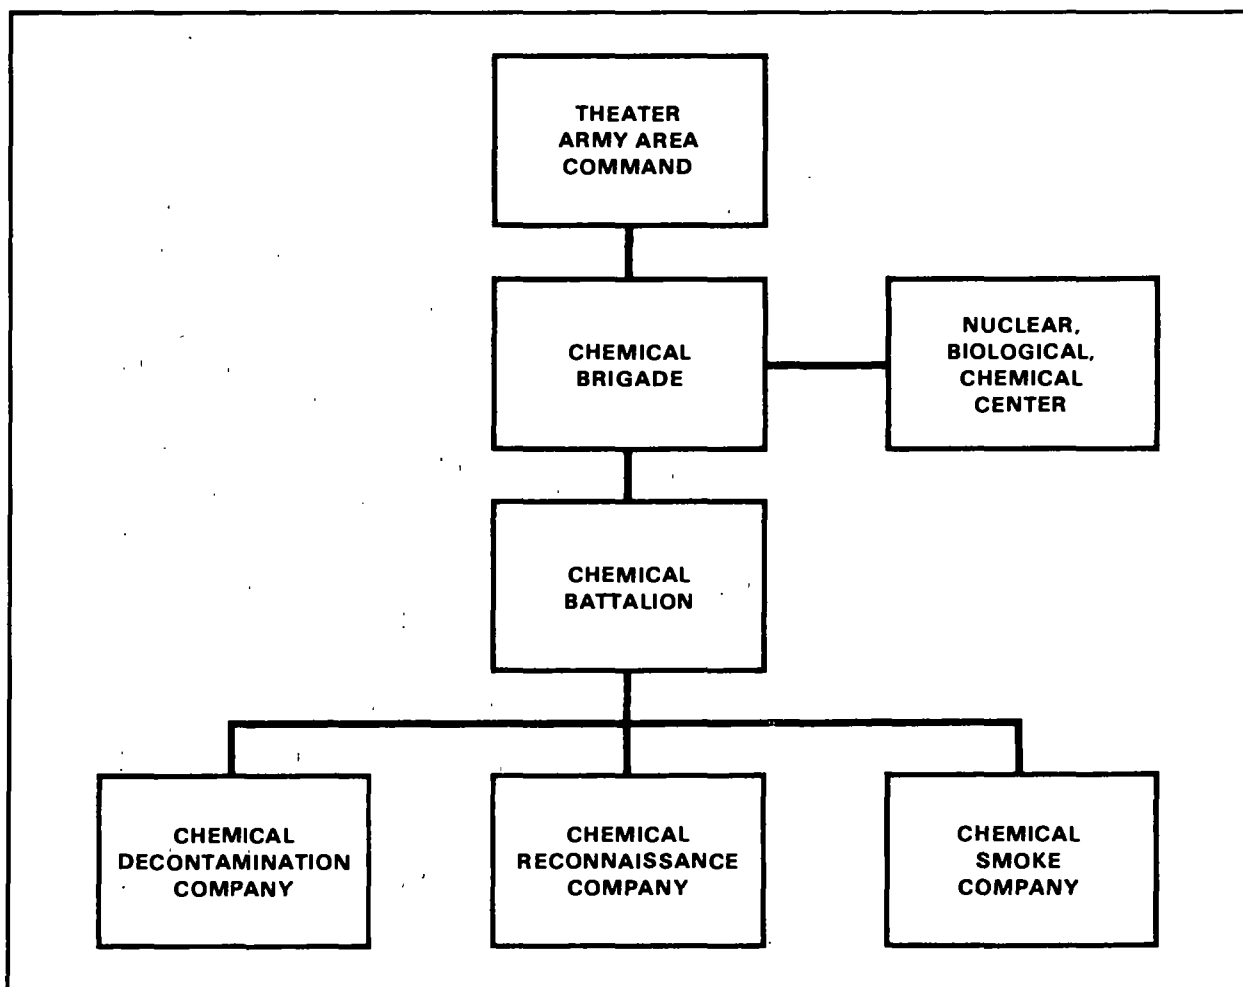 THEATER
ARMY AREA
COMMAND
CHEMICAL
BRIGADE
NUCLEAR,
BIOLOGICAL,
CHEMICAL
CENTER
CHEMICAL
BATTALION
CHEMICAL
DECONTAMINATION
COMPANY
CHEMICAL
RECONNAISSANCE
COMPANY
CHEMICAL
SMOKE
COMPANY